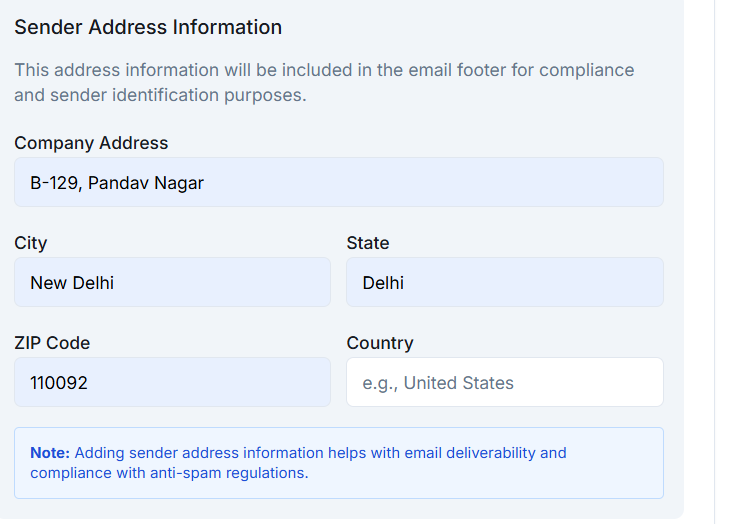 Sender Address Information
This address information will be included in the email footer for compliance
and sender identification purposes.
Company Address
B-129, Pandav Nagar
City
State
New Delhi
Delhi
ZIP Code
Country
110092
e.g., United States
Note: Adding sender address information helps with email deliverability and
compliance with anti-spam regulations.